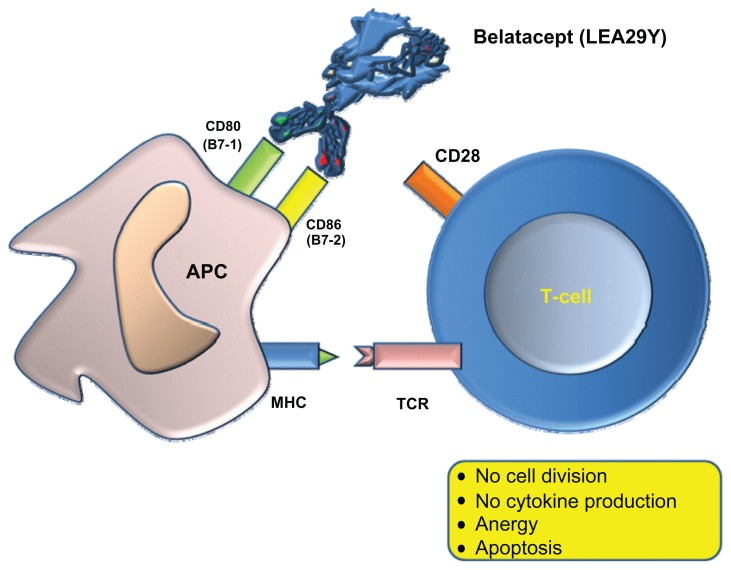 Belatacept (LEA29Y)
CD80
(B7-1)
CD28
CD86
(B7-2)
APC
T-cell
MHC
TCR
• No cell division
• No cytokine production
• Anergy
• Apoptosis